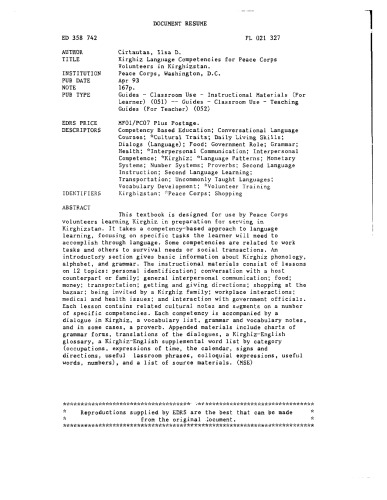 DOCUMENT RESUME
ED 358 742 FL 021 327
AUTHOR Cirtautas, Ilsa D.
TITLE Kirghiz Language Competencies for Peace Corps
Volunteers in Kirghizstan.
INSTITUTION Peace Corps, Washington, D.C.
PUB DATE Apr 93
NOTE 167p.
PUB TYPE Guides - Classroom Use - Instructional Materials (For
Learner) (051) -- Guides - Classroom Use - Teaching
Guides (For Teacher) (052)
EDRS PRICE MF01/PC07 Plus Postage.
DESCRIPTORS Competency Based Education; Conversational Language
Courses; *Cultural Traits; Daily Living Skills;
Dialogs (Language); Food; Government Role; Grammar;
Health; *Interpersonal Communication; Interpersonal
Competence; *Kirghiz; *Language Patterns; Monetary
Systems; Number Systems; Proverbs; Second Language
Instruction; Second Language Learning;
Transportation; Uncommonly Taught Languages;
Vocabulary Development; *Volunteer Training
IDENTIFIERS Kirghizstan; *Peace Corps; Shopping
ABSTRACT
This textbook is designed for use by Peace Corps
volunteers learning Kirghiz in preparation for serving in
Kirghizstan. It takes a competency-based approach to language
learning, focusing on specific tasks the learner will need to
accomplish through language. Some competencies are related to work
tasks and others to survival needs or social transactions. An
introductory section gives basic information about Kirghiz phonology,
alphabet, and grammar. The instructional materials consist of lessons
on 12 topics: personal identification; conversation with a host
counterpart or family; general interpersonal communication; food;
money; transportation; getting and giving directions; shopping at the
bazaar; being invited by a Kirghiz family; workplace interactions;
medical and health issues; and interaction with government officials.
Each lesson contains related cultural notes and segments on a number
of specific competencies. Each competency is accompanied by a
dialogue in Kirghiz, a vocabulary list, grammar and vocabulary notes,
and in some cases, a proverb. Appended materials include charts of
grammar forms, translations of the dialogues, a Kirghiz-English
glossary, a Kirghiz-English supplemental word list by category
(occupations, expressions of time, the calendar, signs and
directions, useful lassroom phrases, colloquial expressions, useful
words, numbers), and a list of source materials. (MSE)
***********************************************************************
* Reproductions supplied by EDRS are the best that can be made *
* from the original ocument. *
***********************************************************************